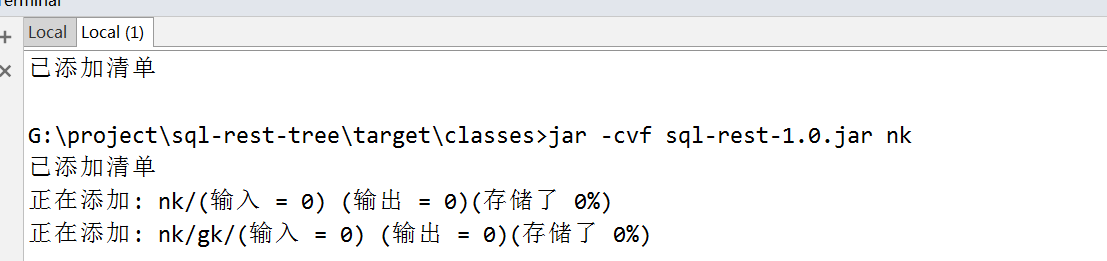 Terminal
Local Local (1)
已添加清单
G:\project\sql-rest-tree\target\classes>jar -cvf sql-rest-1.0.jar nk
已添加清单
正在添加: nk/(输入 = 0) (输出 = 0)(存储了 0%)
正在添加: nk/gk/(输入 = 0) (输出 = 0)(存储了 0%)